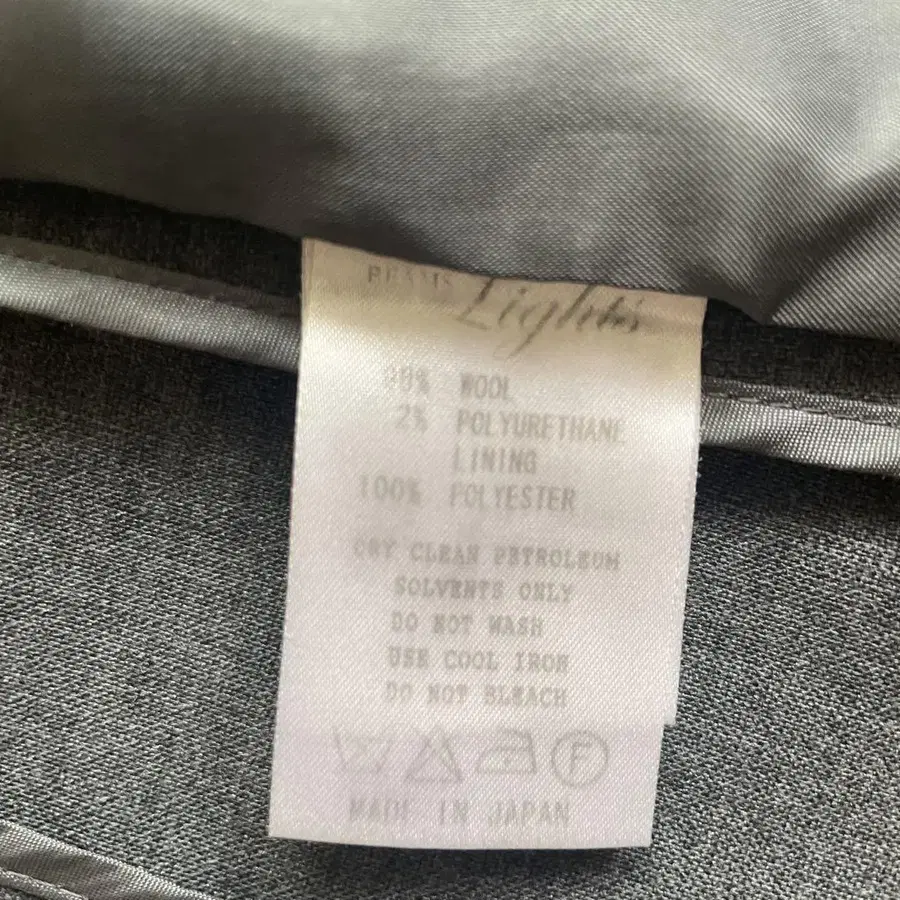 BEAMS Lights
98% WOOL
2% POLYURETHANE
LINING
100% POLYESTER
DRY CLEAN PETROLEUM
SOLVENTS ONLY
DO NOT WASH
USE COOL IRON
DO NOT BLEACH
F
MADE IN JAPAN